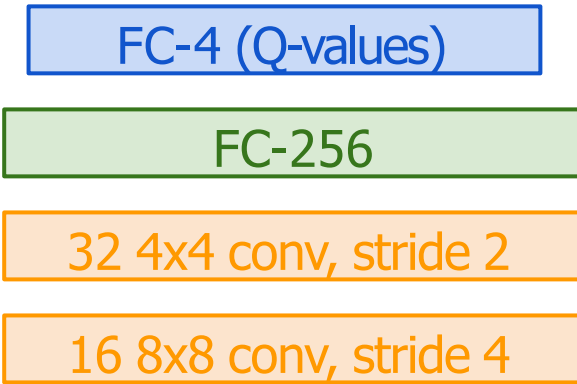 FC-4 (Q-values)
FC-256
32 4x4 conv, stride 2
16 8x8 conv, stride 4